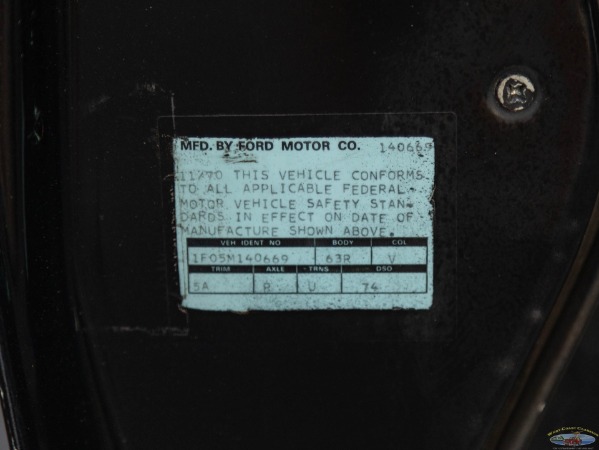 MFD. BY FORD MOTOR CO. 140669
11/70 THIS VEHICLE CONFORMS
TO ALL APPLICABLE FEDERAL
MOTOR VEHICLE SAFETY STAN-
DARDS IN EFFECT ON DATE OF
MANUFACTURE SHOWN ABOVE.
VEH IDENT NO BODY COL
1F05M140669 63R V
TRIM AXLE TRNS DSO
5A R U 74